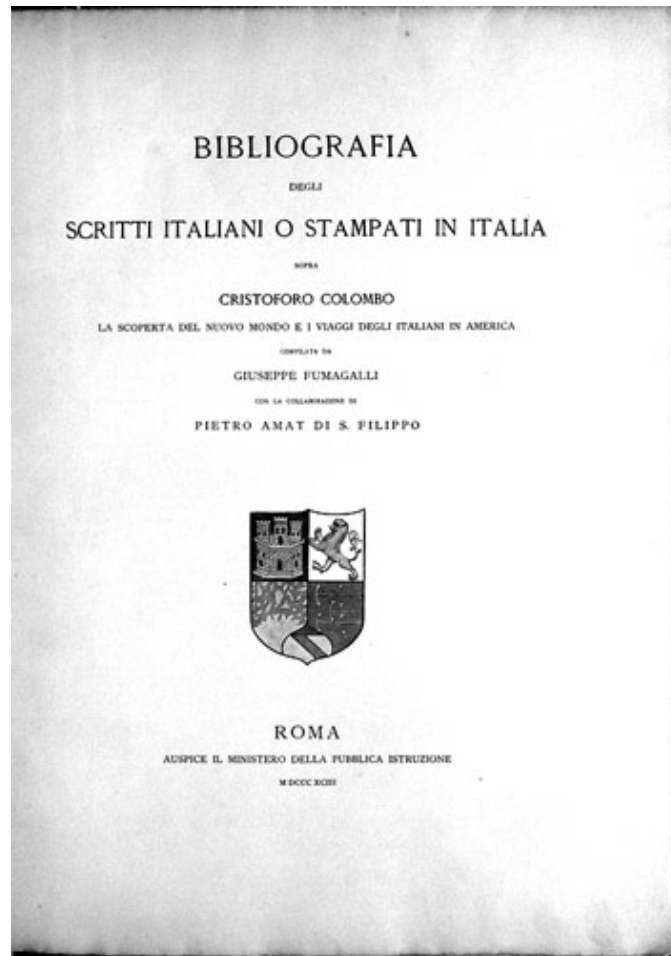 BIBLIOGRAFIA
DEGLI
SCRITTI ITALIANI O STAMPATI IN ITALIA
SOPRA
CRISTOFORO COLOMBO
LA SCOPERTA DEL NUOVO MONDO E I VIAGGI DEGLI ITALIANI IN AMERICA
COMPILATA DA
GIUSEPPE FUMAGALLI
CON LA COLLABORAZIONE DI
PIETRO AMAT DI S. FILIPPO
ROMA
AUSPICE IL MINISTERO DELLA PUBBLICA ISTRUZIONE
M DCCC XCIII